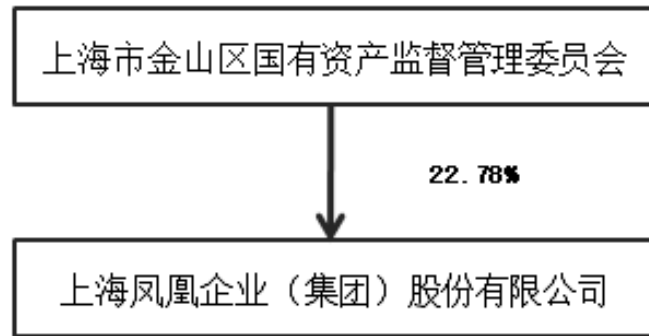 上海市金山区国有资产监督管理委员会
22.78%
上海凤凰企业（集团）股份有限公司